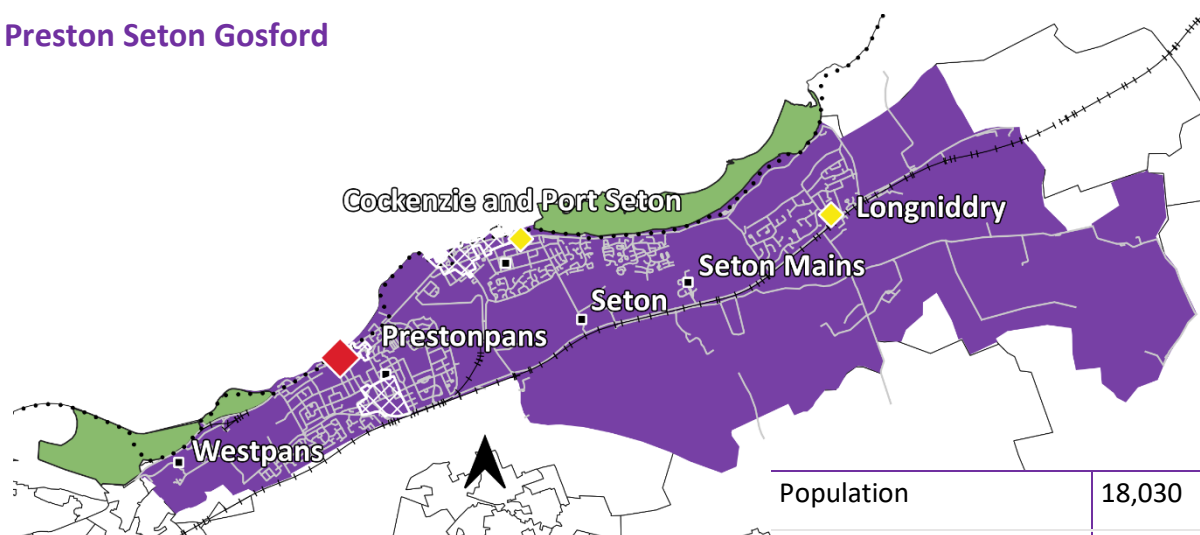 Preston Seton Gosford
Cockenzie and Port Seton
Longniddry
Seton Mains
Seton
Prestonpans
Westpans
Population 18,030